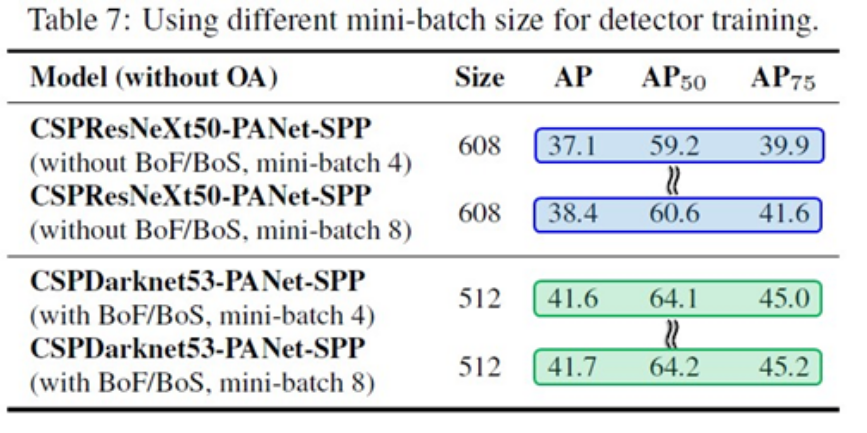 Table 7: Using different mini-batch size for detector training.
Model (without OA) Size AP AP50 AP75
CSPResNeXt50-PANet-SPP
(without BoF/BoS, mini-batch 4) 608 37.1 59.2 39.9
CSPResNeXt50-PANet-SPP
(without BoF/BoS, mini-batch 8) 608 38.4 60.6 41.6
CSPDarknet53-PANet-SPP
(with BoF/BoS, mini-batch 4) 512 41.6 64.1 45.0
CSPDarknet53-PANet-SPP
(with BoF/BoS, mini-batch 8) 512 41.7 64.2 45.2